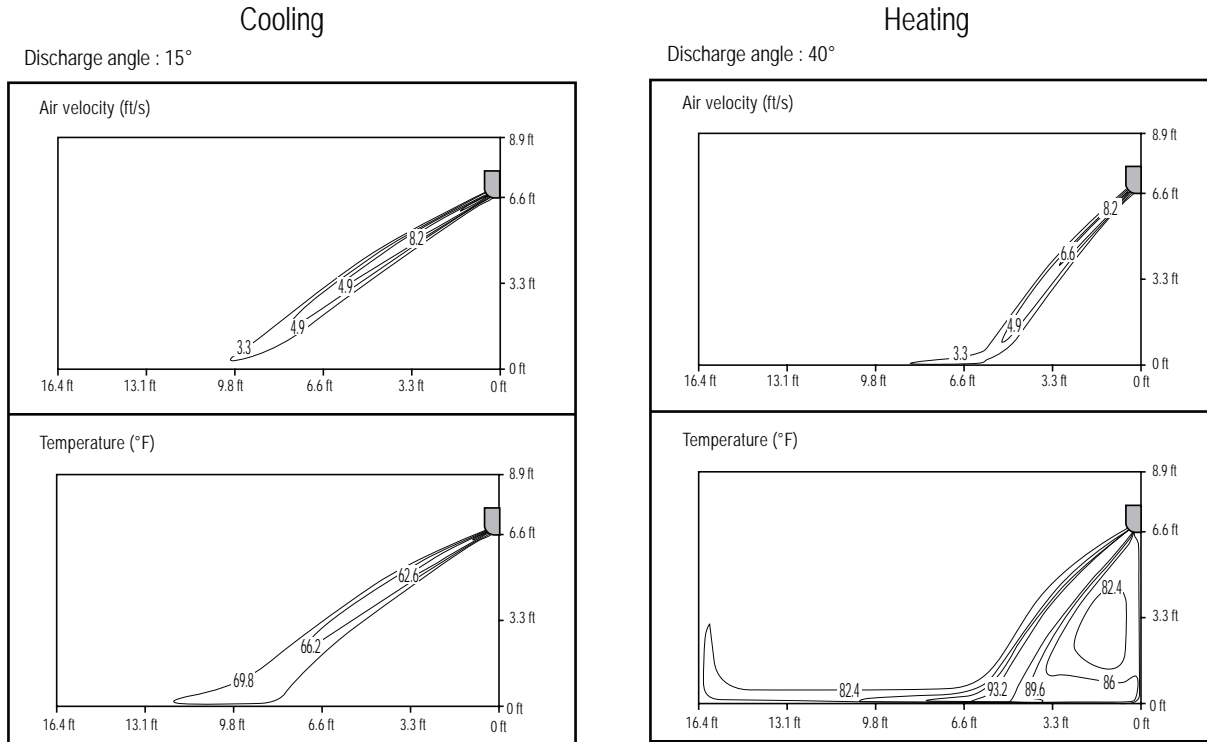 Cooling
Discharge angle : 15°
Air velocity (ft/s)
8.9 ft
6.6 ft
8.2
4.9
3.3 ft
4.9
3.3
0 ft
16.4 ft 13.1 ft 9.8 ft 6.6 ft 3.3 ft 0 ft
Temperature (°F)
8.9 ft
6.6 ft
62.6
3.3 ft
66.2
69.8
0 ft
16.4 ft 13.1 ft 9.8 ft 6.6 ft 3.3 ft 0 ft
Heating
Discharge angle : 40°
Air velocity (ft/s)
8.9 ft
6.6 ft
8.2
6.6
3.3 ft
4.9
3.3
0 ft
16.4 ft 13.1 ft 9.8 ft 6.6 ft 3.3 ft 0 ft
Temperature (°F)
8.9 ft
6.6 ft
82.4
3.3 ft
86
82.4 93.2 89.6
0 ft
16.4 ft 13.1 ft 9.8 ft 6.6 ft 3.3 ft 0 ft